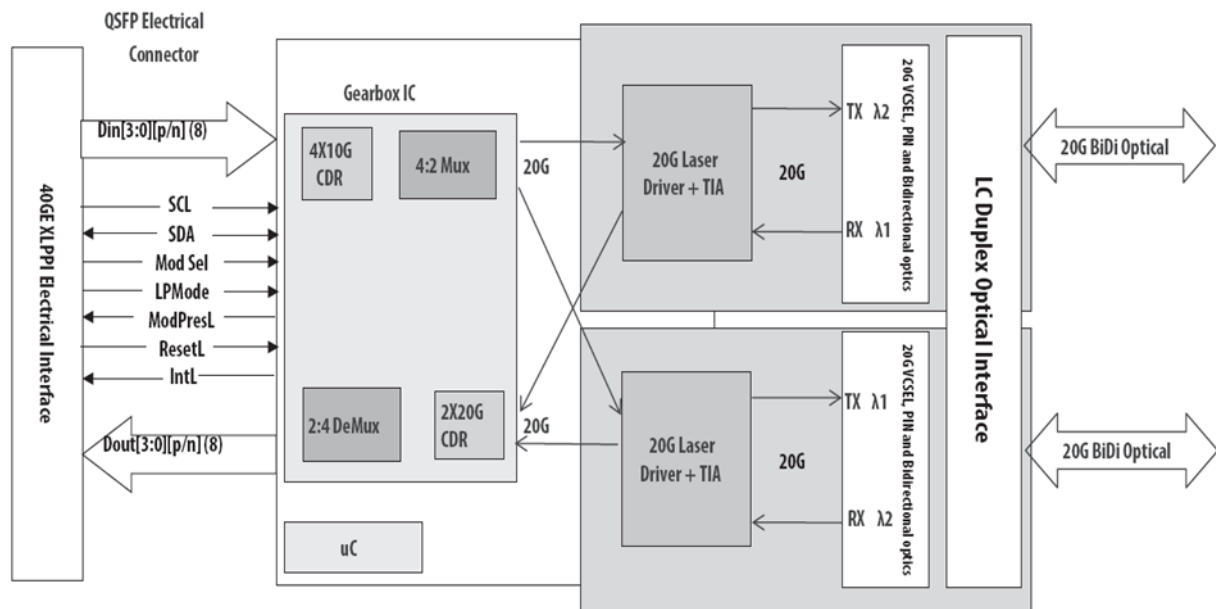 QSFP Electrical
Connector
40GE XLPPI Electrical Interface
Din[3:0][p/n] (8)
SCL
SDA
Mod Sel
LPMode
ModPresL
ResetL
IntL
Dout[3:0][p/n] (8)
Gearbox IC
4X10G
CDR
4:2 Mux
2:4 DeMux
2X20G
CDR
uC
20G
20G
20G Laser
Driver + TIA
20G
TX λ2
RX λ1
20G VCSEL, PIN and Bidirectional optics
20G Laser
Driver + TIA
20G
TX λ1
RX λ2
20G VCSEL, PIN and Bidirectional optics
LC Duplex Optical Interface
20G BiDi Optical
20G BiDi Optical